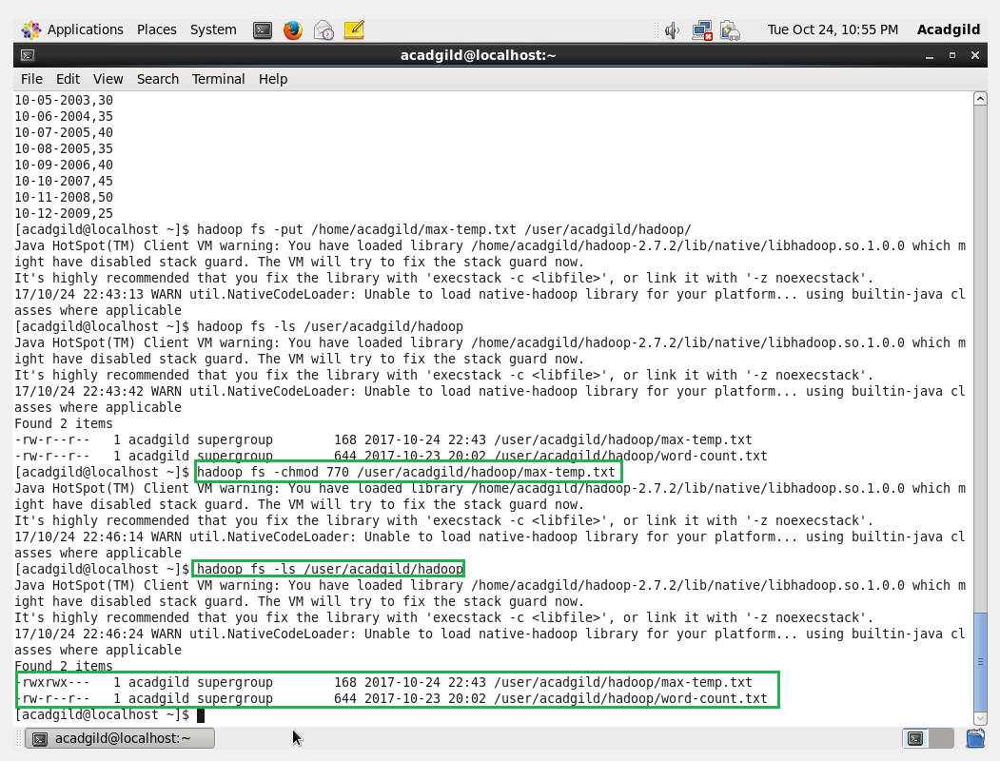 Applications Places System Tue Oct 24, 10:55 PM Acadgild
acadgild@localhost:~
File Edit View Search Terminal Help
10-05-2003,30
10-06-2004,35
10-07-2005,40
10-08-2005,35
10-09-2006,40
10-10-2007,45
10-11-2008,50
10-12-2009,25
[acadgild@localhost ~]$ hadoop fs -put /home/acadgild/max-temp.txt /user/acadgild/hadoop/
Java HotSpot(TM) Client VM warning: You have loaded library /home/acadgild/hadoop-2.7.2/lib/native/libhadoop.so.1.0.0 which m
ight have disabled stack guard. The VM will try to fix the stack guard now.
It's highly recommended that you fix the library with 'execstack -c <libfile>', or link it with '-z noexecstack'.
17/10/24 22:43:13 WARN util.NativeCodeLoader: Unable to load native-hadoop library for your platform... using builtin-java cl
asses where applicable
[acadgild@localhost ~]$ hadoop fs -ls /user/acadgild/hadoop
Java HotSpot(TM) Client VM warning: You have loaded library /home/acadgild/hadoop-2.7.2/lib/native/libhadoop.so.1.0.0 which m
ight have disabled stack guard. The VM will try to fix the stack guard now.
It's highly recommended that you fix the library with 'execstack -c <libfile>', or link it with '-z noexecstack'.
17/10/24 22:43:42 WARN util.NativeCodeLoader: Unable to load native-hadoop library for your platform... using builtin-java cl
asses where applicable
Found 2 items
-rw-r--r--   1 acadgild supergroup        168 2017-10-24 22:43 /user/acadgild/hadoop/max-temp.txt
-rw-r--r--   1 acadgild supergroup        644 2017-10-23 20:02 /user/acadgild/hadoop/word-count.txt
[acadgild@localhost ~]$ hadoop fs -chmod 770 /user/acadgild/hadoop/max-temp.txt
Java HotSpot(TM) Client VM warning: You have loaded library /home/acadgild/hadoop-2.7.2/lib/native/libhadoop.so.1.0.0 which m
ight have disabled stack guard. The VM will try to fix the stack guard now.
It's highly recommended that you fix the library with 'execstack -c <libfile>', or link it with '-z noexecstack'.
17/10/24 22:46:14 WARN util.NativeCodeLoader: Unable to load native-hadoop library for your platform... using builtin-java cl
asses where applicable
[acadgild@localhost ~]$ hadoop fs -ls /user/acadgild/hadoop
Java HotSpot(TM) Client VM warning: You have loaded library /home/acadgild/hadoop-2.7.2/lib/native/libhadoop.so.1.0.0 which m
ight have disabled stack guard. The VM will try to fix the stack guard now.
It's highly recommended that you fix the library with 'execstack -c <libfile>', or link it with '-z noexecstack'.
17/10/24 22:46:24 WARN util.NativeCodeLoader: Unable to load native-hadoop library for your platform... using builtin-java cl
asses where applicable
Found 2 items
-rwxrwx---   1 acadgild supergroup        168 2017-10-24 22:43 /user/acadgild/hadoop/max-temp.txt
-rw-r--r--   1 acadgild supergroup        644 2017-10-23 20:02 /user/acadgild/hadoop/word-count.txt
[acadgild@localhost ~]$
acadgild@localhost:~